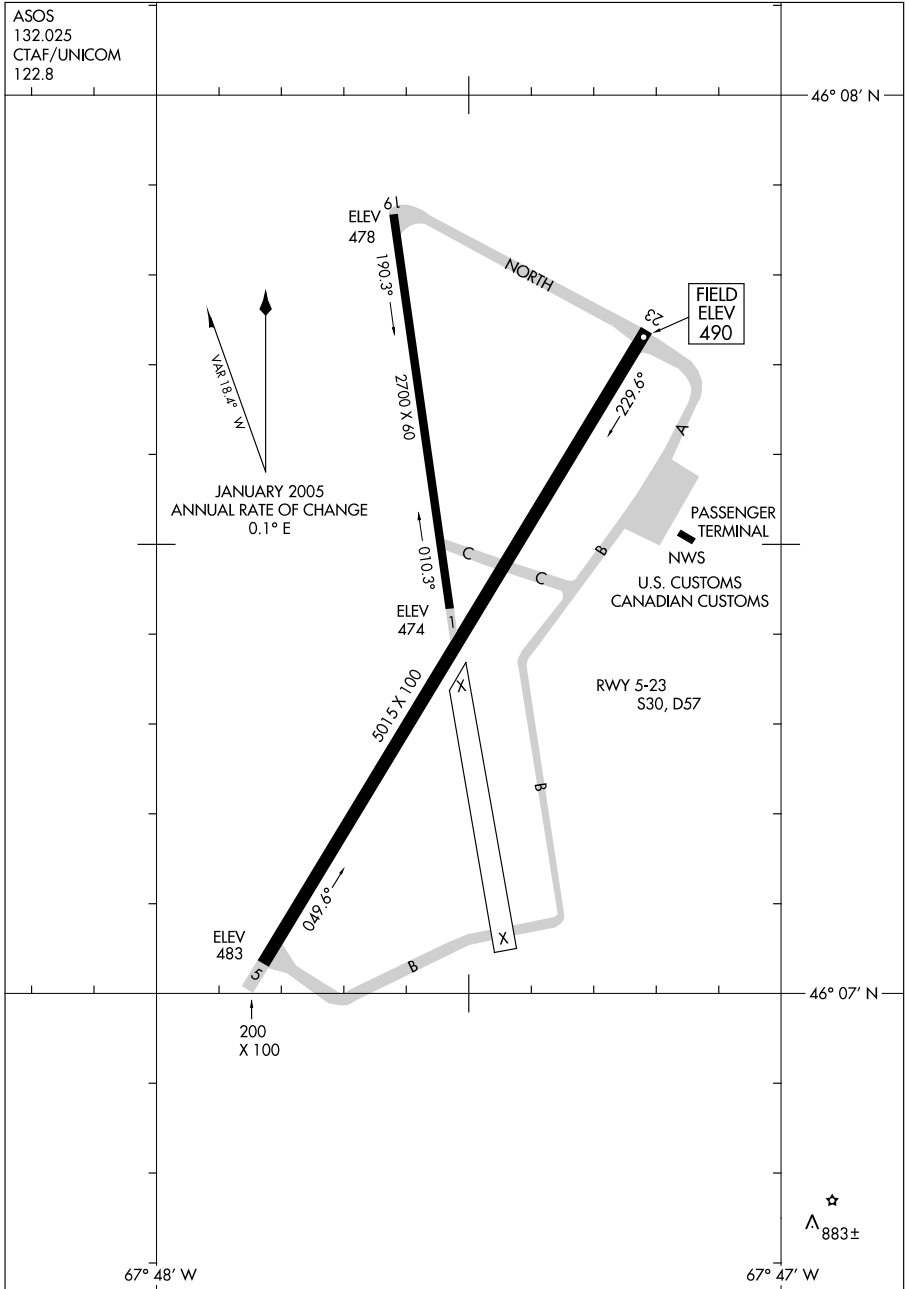 ASOS
132.025
CTAF/UNICOM
122.8
46° 08' N
19
ELEV
478
190.3°
NORTH
23
FIELD
ELEV
490
VAR 18.4° W
2700 X 60
229.6°
A
JANUARY 2005
ANNUAL RATE OF CHANGE
0.1° E
PASSENGER
TERMINAL
NWS
U.S. CUSTOMS
CANADIAN CUSTOMS
C
C
B
010.3°
ELEV
474
1
X
RWY 5-23
S30, D57
5015 X 100
B
049.6°
ELEV
483
X
B
5
46° 07' N
200
X 100
883±
67° 48' W
67° 47' W